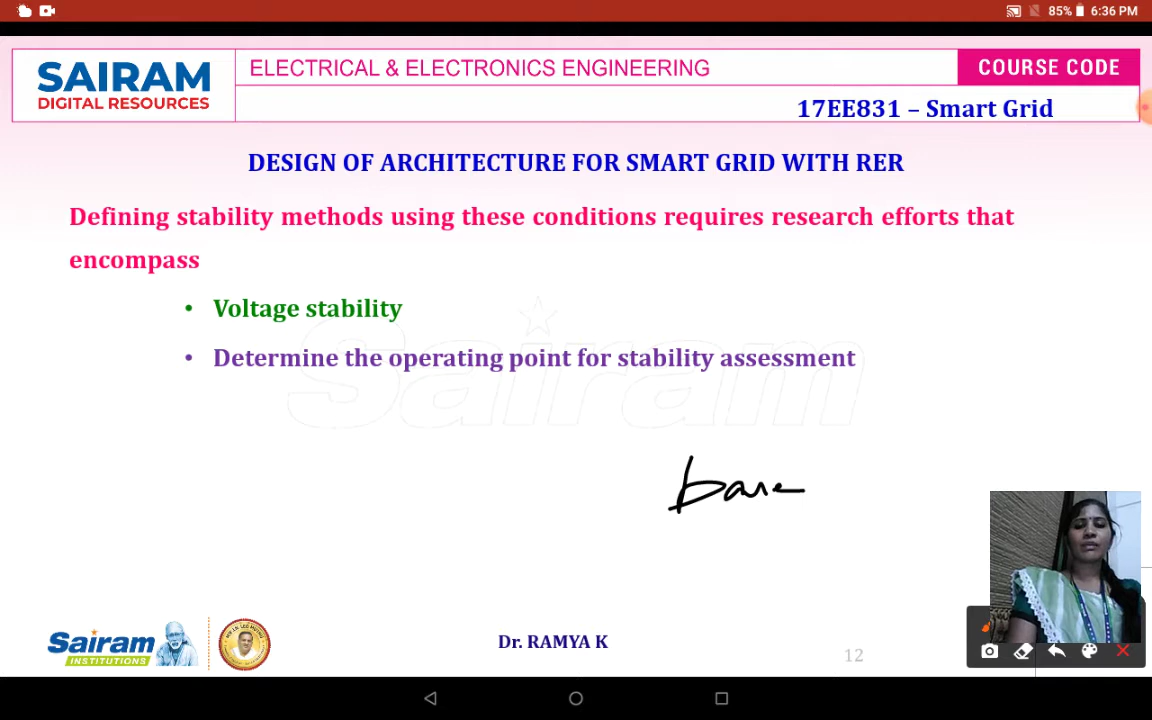 85% 6:36 PM
SAIRAM
DIGITAL RESOURCES
ELECTRICAL & ELECTRONICS ENGINEERING
COURSE CODE
17EE831 – Smart Grid
DESIGN OF ARCHITECTURE FOR SMART GRID WITH RER
Defining stability methods using these conditions requires research efforts that
encompass
• Voltage stability
• Determine the operating point for stability assessment
Sairam
Sairam
INSTITUTIONS
Dr. RAMYA K
12